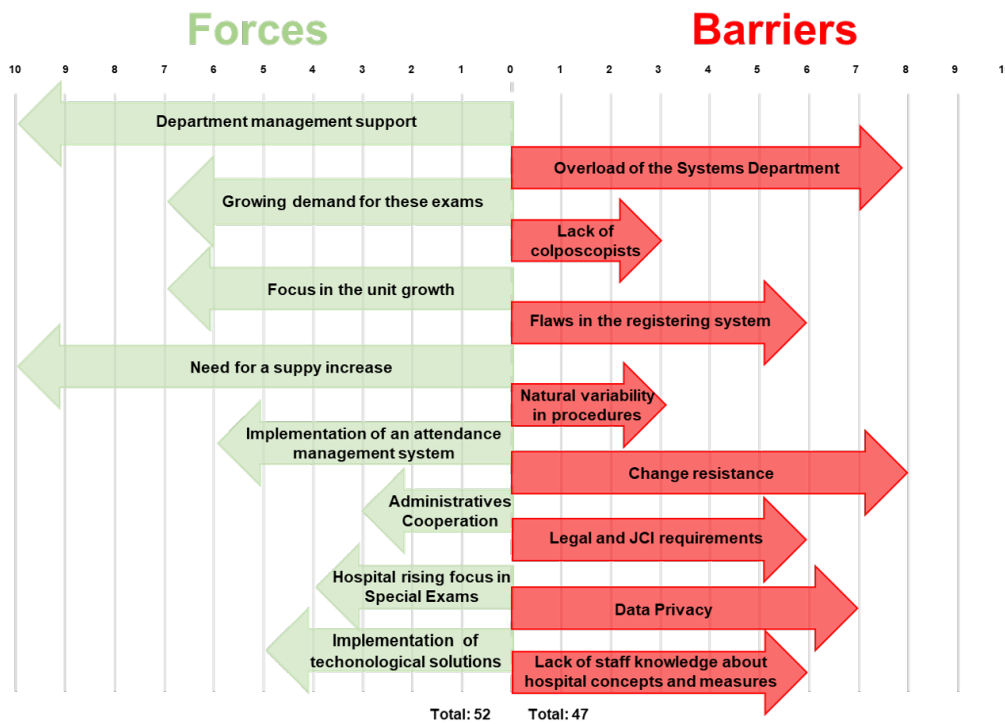 Forces Barriers
10 9 8 7 6 5 4 3 2 1 0 1 2 3 4 5 6 7 8 9 1
Department management support
Overload of the Systems Department
Growing demand for these exams
Lack of
colposcopists
Focus in the unit growth
Flaws in the registering system
Need for a suppy increase
Natural variability
in procedures
Implementation of an attendance
management system
Change resistance
Administratives
Cooperation
Legal and JCI requirements
Hospital rising focus in
Special Exams
Data Privacy
Implementation of
techonological solutions
Lack of staff knowledge about
hospital concepts and measures
Total: 52 Total: 47